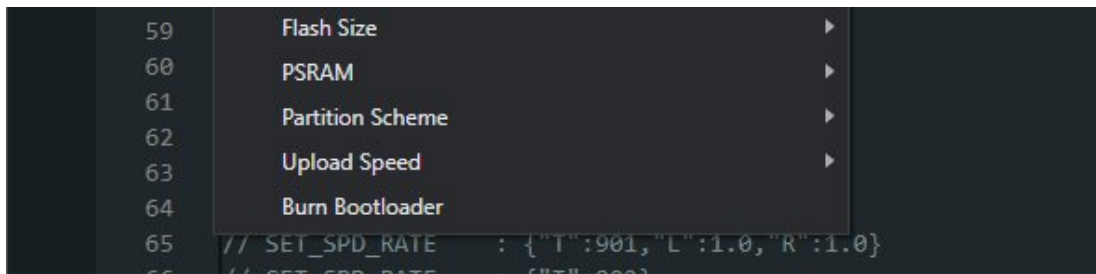 59 Flash Size
60 PSRAM
61 Partition Scheme
62
63 Upload Speed
64 Burn Bootloader
65 // SET_SPD_RATE : {"T":901,"L":1.0,"R":1.0}